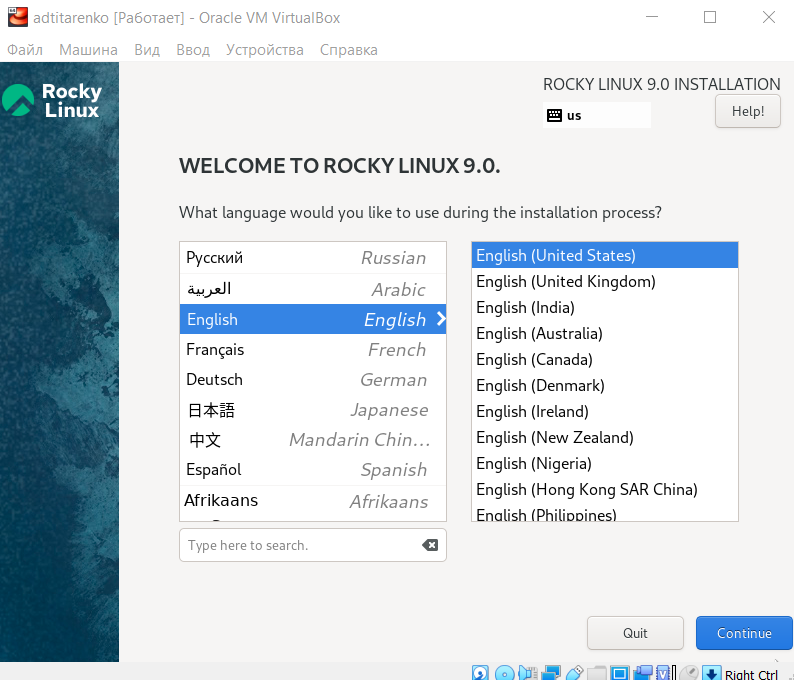 adtitarenko [Работает] - Oracle VM VirtualBox
Файл Машина Вид Ввод Устройства Справка
Rocky
Linux
ROCKY LINUX 9.0 INSTALLATION
us
Help!
WELCOME TO ROCKY LINUX 9.0.
What language would you like to use during the installation process?
Русский Russian
العربية Arabic
English English
Français French
Deutsch German
日本語 Japanese
中文 Mandarin Chin...
Español Spanish
Afrikaans Afrikaans
Type here to search.
English (United States)
English (United Kingdom)
English (India)
English (Australia)
English (Canada)
English (Denmark)
English (Ireland)
English (New Zealand)
English (Nigeria)
English (Hong Kong SAR China)
English (Philippines)
Quit
Continue
Right Ctrl